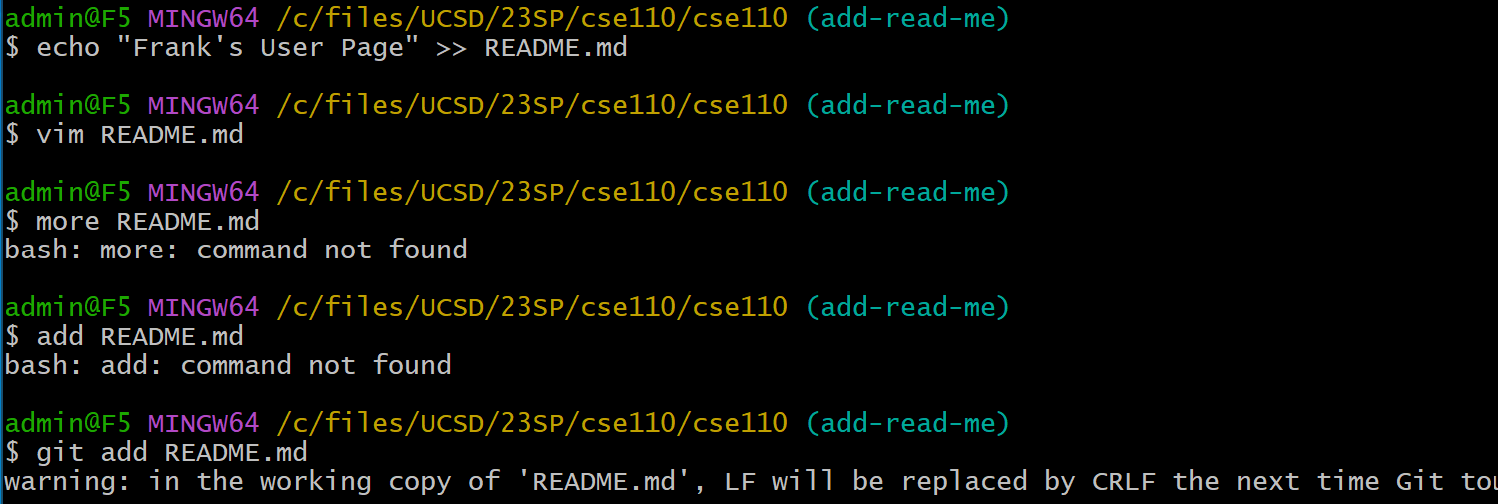 admin@F5 MINGW64 /c/files/UCSD/23SP/cse110/cse110 (add-read-me)
$ echo "Frank's User Page" >> README.md
admin@F5 MINGW64 /c/files/UCSD/23SP/cse110/cse110 (add-read-me)
$ vim README.md
admin@F5 MINGW64 /c/files/UCSD/23SP/cse110/cse110 (add-read-me)
$ more README.md
bash: more: command not found
admin@F5 MINGW64 /c/files/UCSD/23SP/cse110/cse110 (add-read-me)
$ add README.md
bash: add: command not found
admin@F5 MINGW64 /c/files/UCSD/23SP/cse110/cse110 (add-read-me)
$ git add README.md
warning: in the working copy of 'README.md', LF will be replaced by CRLF the next time Git